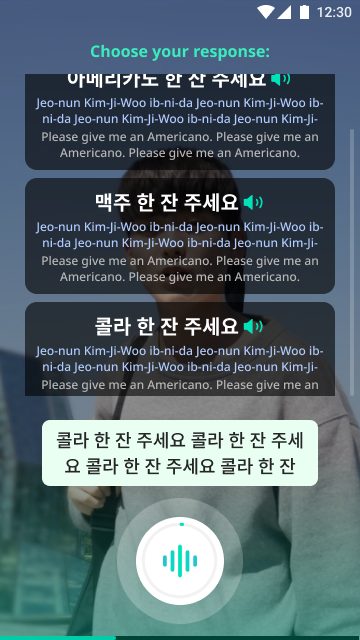 12:30
Choose your response:
아메리카도 한 잔 주세요
Jeo-nun Kim-Ji-Woo ib-ni-da Jeo-nun Kim-Ji-Woo ib-
ni-da Jeo-nun Kim-Ji-Woo ib-ni-da Jeo-nun Kim-Ji-
Please give me an Americano. Please give me an
Americano. Please give me an Americano.
맥주 한 잔 주세요
Jeo-nun Kim-Ji-Woo ib-ni-da Jeo-nun Kim-Ji-Woo ib-
ni-da Jeo-nun Kim-Ji-Woo ib-ni-da Jeo-nun Kim-Ji-
Please give me an Americano. Please give me an
Americano. Please give me an Americano.
콜라 한 잔 주세요
Jeo-nun Kim-Ji-Woo ib-ni-da Jeo-nun Kim-Ji-Woo ib-
ni-da Jeo-nun Kim-Ji-Woo ib-ni-da Jeo-nun Kim-Ji-
Please give me an Americano. Please give me an
콜라 한 잔 주세요 콜라 한 잔 주세
요 콜라 한 잔 주세요 콜라 한 잔